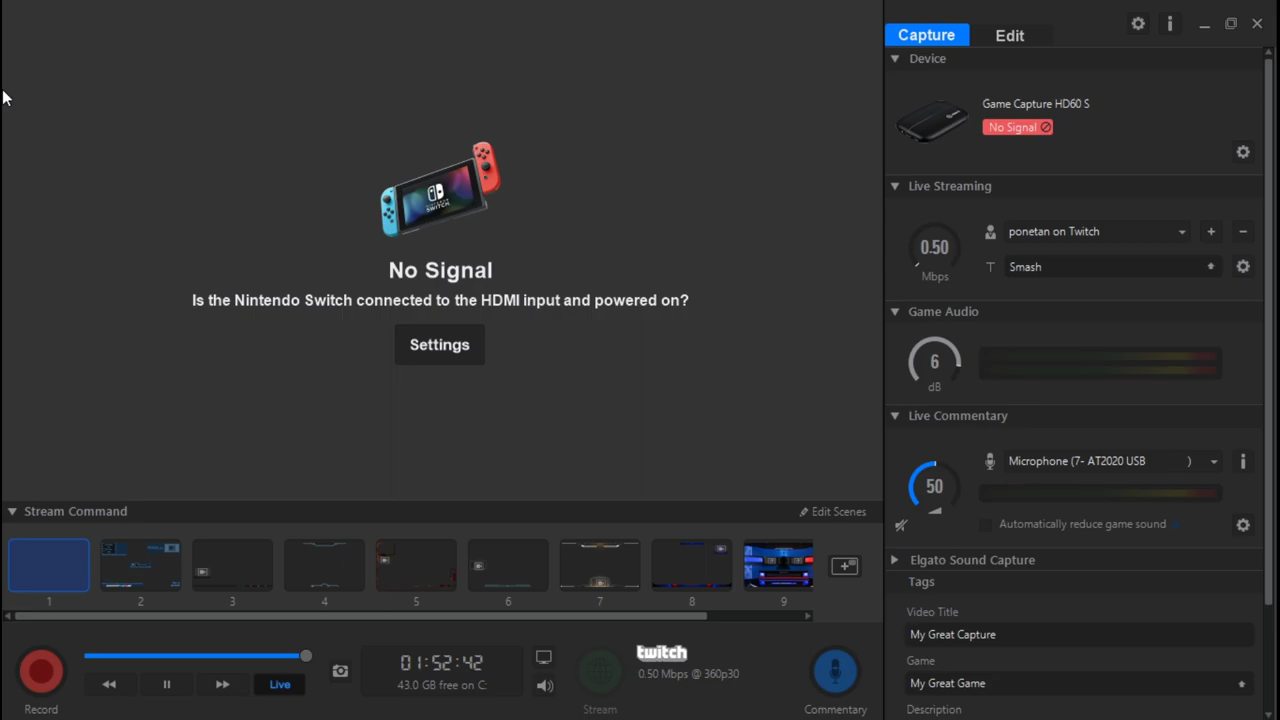 Capture
Edit
Device
Game Capture HD60 S
No Signal
Live Streaming
0.50
Mbps
ponetan on Twitch
T
Smash
Game Audio
6
dB
Live Commentary
50
Microphone (7- AT2020 USB )
Automatically reduce game sound
Elgato Sound Capture
Tags
Video Title
My Great Capture
Game
My Great Game
Description
NINTENDO
SWITCH
No Signal
Is the Nintendo Switch connected to the HDMI input and powered on?
Settings
Stream Command
Edit Scenes
1 2 3 4 5 6 7 8 9
Record
Live
01:52:42
43.0 GB free on C:
Stream
twitch
0.50 Mbps @ 360p30
Commentary